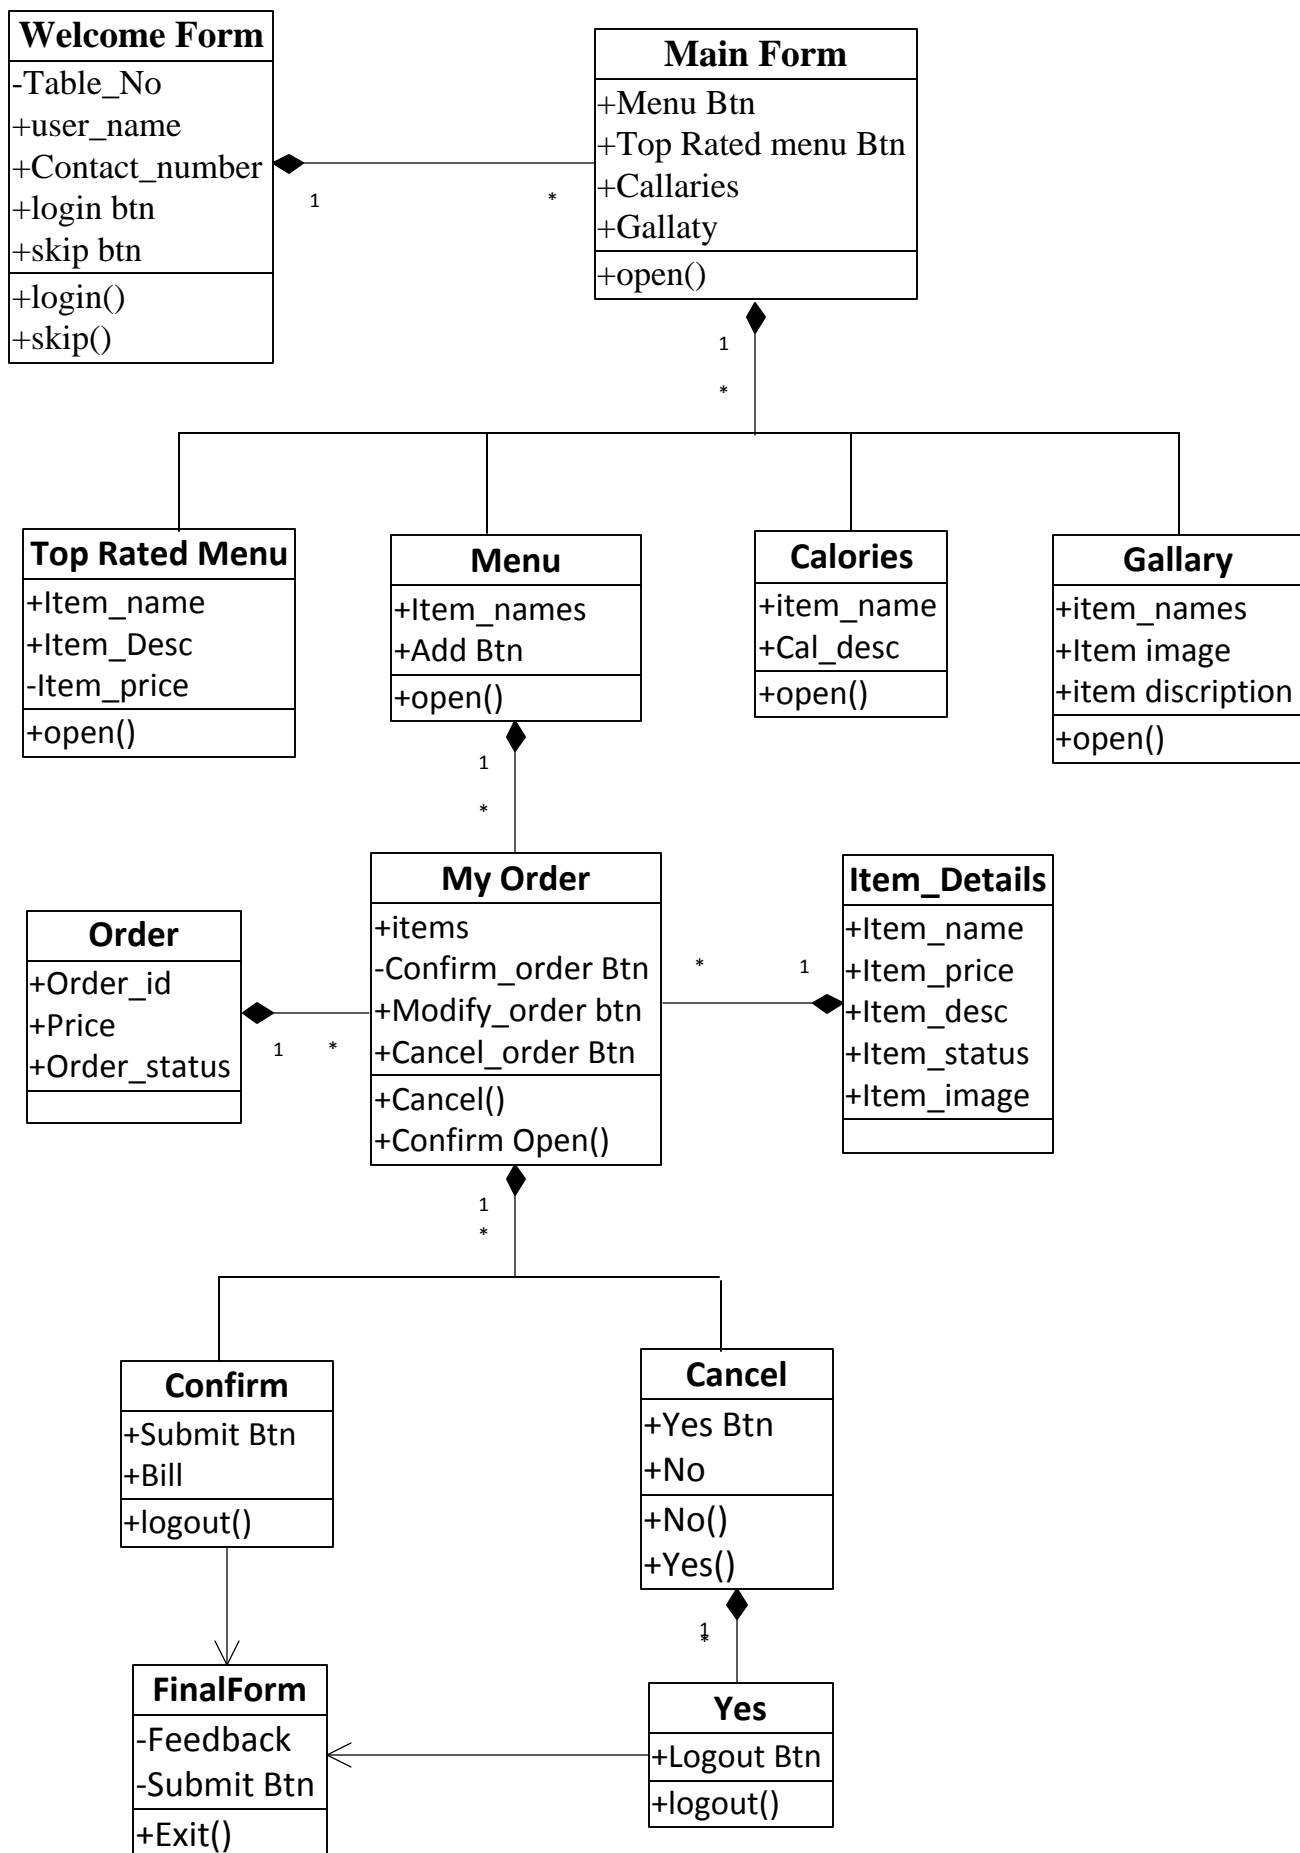 Welcome Form
-Table_No
+user_name
+Contact_number
+login btn
+skip btn
+login()
+skip()
1
*
Main Form
+Menu Btn
+Top Rated menu Btn
+Callaries
+Gallaty
+open()
1
*
Top Rated Menu
+Item_name
+Item_Desc
-Item_price
+open()
Menu
+Item_names
+Add Btn
+open()
Calories
+item_name
+Cal_desc
+open()
Gallary
+item_names
+Item image
+item discription
+open()
1
*
Order
+Order_id
+Price
+Order_status
1 *
My Order
+items
-Confirm_order Btn
+Modify_order btn
+Cancel_order Btn
+Cancel()
+Confirm Open()
* 1
Item_Details
+Item_name
+Item_price
+Item_desc
+Item_status
+Item_image
1
*
Confirm
+Submit Btn
+Bill
+logout()
Cancel
+Yes Btn
+No
+No()
+Yes()
1
*
FinalForm
-Feedback
-Submit Btn
+Exit()
Yes
+Logout Btn
+logout()